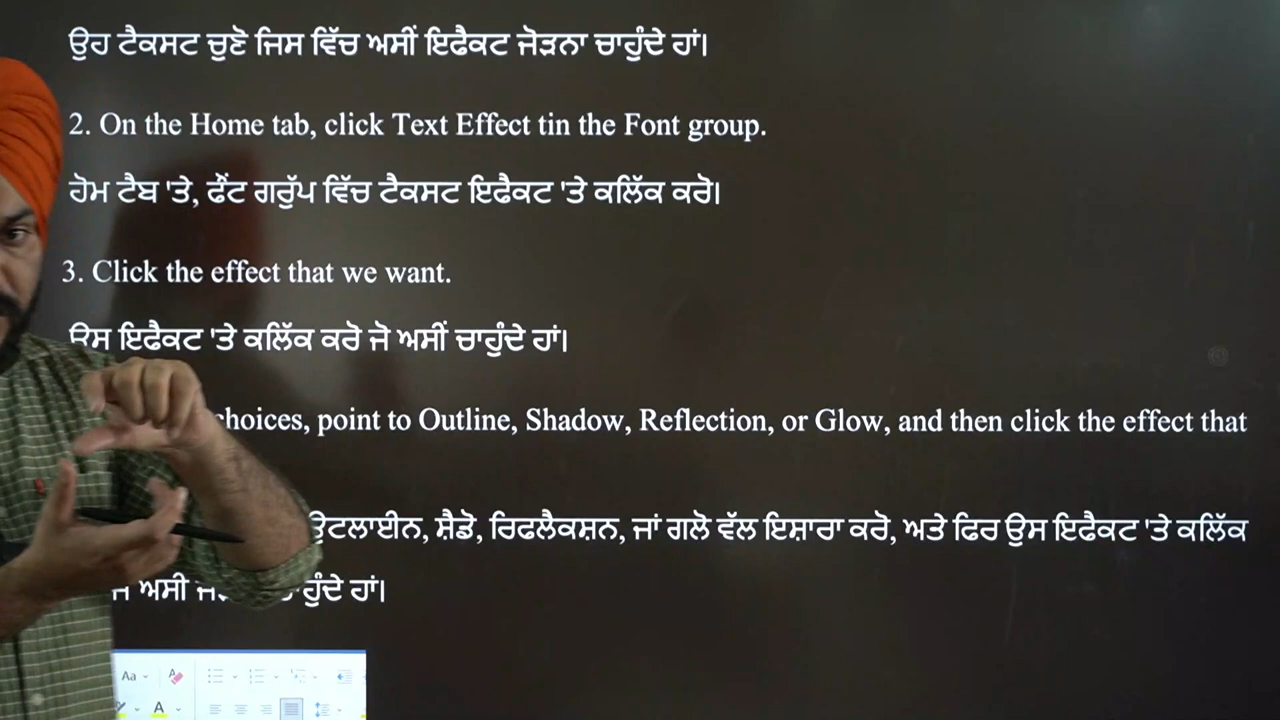 ਉਹ ਟੈਕਸਟ ਚੁਣੋ ਜਿਸ ਵਿੱਚ ਅਸੀਂ ਇਫੈਕਟ ਜੋੜਨਾ ਚਾਹੁੰਦੇ ਹਾਂ।
2. On the Home tab, click Text Effect tin the Font group.
ਹੋਮ ਟੈਬ 'ਤੇ, ਫੌਂਟ ਗਰੁੱਪ ਵਿੱਚ ਟੈਕਸਟ ਇਫੈਕਟ 'ਤੇ ਕਲਿੱਕ ਕਰੋ।
3. Click the effect that we want.
ਉਸ ਇਫੈਕਟ 'ਤੇ ਕਲਿੱਕ ਕਰੋ ਜੋ ਅਸੀਂ ਚਾਹੁੰਦੇ ਹਾਂ।
choices, point to Outline, Shadow, Reflection, or Glow, and then click the effect that
ਸ਼ੈਡੋ, ਰਿਫਲੈਕਸ਼ਨ, ਜਾਂ ਗਲੋ ਵੱਲ ਇਸ਼ਾਰਾ ਕਰੋ, ਅਤੇ ਫਿਰ ਉਸ ਇਫੈਕਟ 'ਤੇ ਕਲਿੱਕ
ਅਸੀ ਹਾਂ।
Aa
A